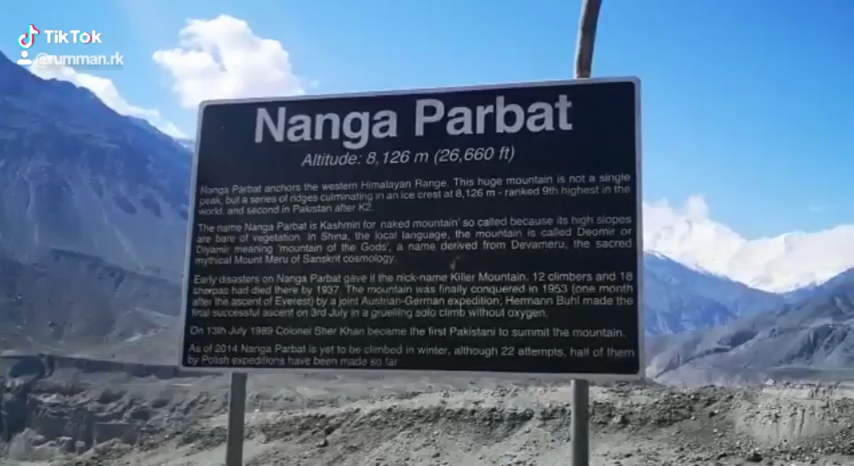 TikTok
@rumman.rk
Nanga Parbat
Altitude: 8,126 m (26,660 ft)
Nanga Parbat anchors the western Himalayan Range. This huge mountain is not a single
peak, but a series of ridges culminating in an ice crest at 8,126 m - ranked 9th highest in the
world, and second in Pakistan after K2.
The name Nanga Parbat is Kashmiri for 'naked mountain' so called because its high slopes
are bare of vegetation. In Shina, the local language, the mountain is called Deomir or
Diyamir meaning 'mountain of the Gods', a name derived from Devameru, the sacred
mythical Mount Meru of Sanskrit cosmology.
Early disasters on Nanga Parbat gave it the nick-name Killer Mountain. 12 climbers and 18
sherpas had died there by 1937. The mountain was finally conquered in 1953 (one month
after the ascent of Everest) by a joint Austrian-German expedition; Hermann Buhl made the
final successful ascent on 3rd July in a gruelling solo climb without oxygen.
On 13th July 1989 Colonel Sher Khan became the first Pakistani to summit the mountain.
As of 2014 Nanga Parbat is yet to be climbed in winter, although 22 attempts, half of them
by Polish expeditions have been made so far